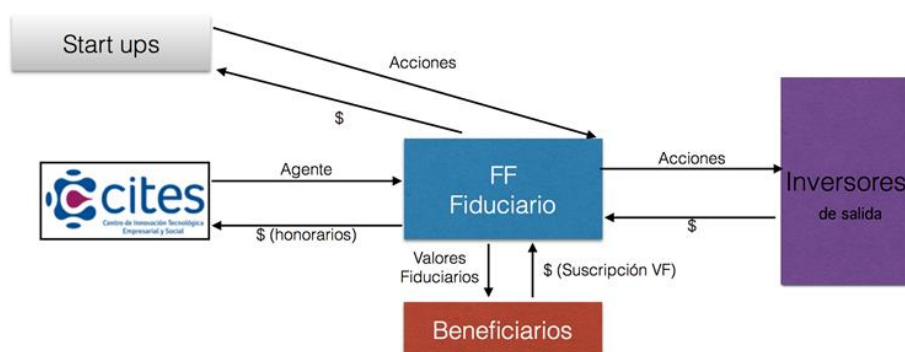 Start ups
Acciones
$
cites
Centro de Innovación Tecnológica
Empresarial y Social
Agente
$ (honorarios)
FF
Fiduciario
Acciones
$
Inversores
de salida
Valores
Fiduciarios
$ (Suscripción VF)
Beneficiarios